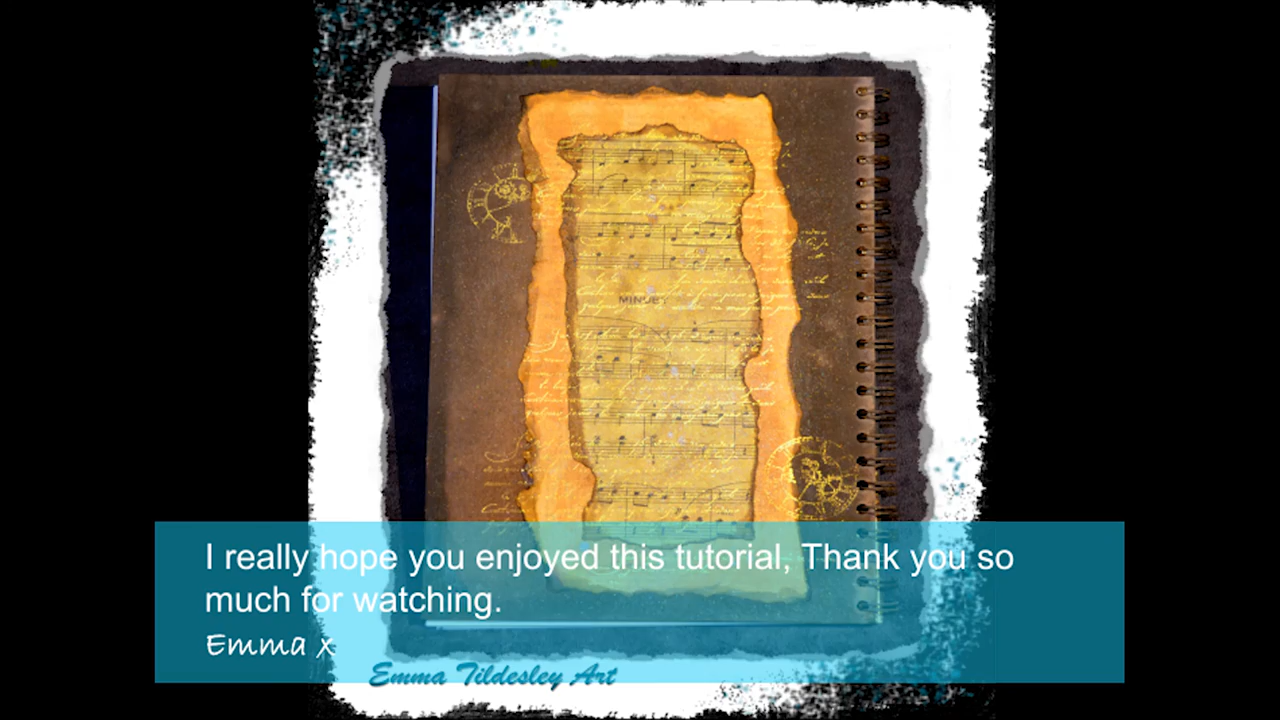 MINUET
I really hope you enjoyed this tutorial, Thank you so
much for watching.
Emma x
Emma Tildesley Art